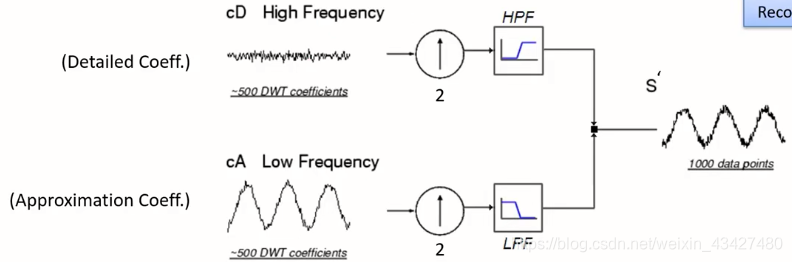 Reco
cD High Frequency
HPF
(Detailed Coeff.)
~500 DWT coefficients
2
S'
1000 data points
cA Low Frequency
(Approximation Coeff.)
~500 DWT coefficients
2
LPF
https://blog.csdn.net/weixin_43427480